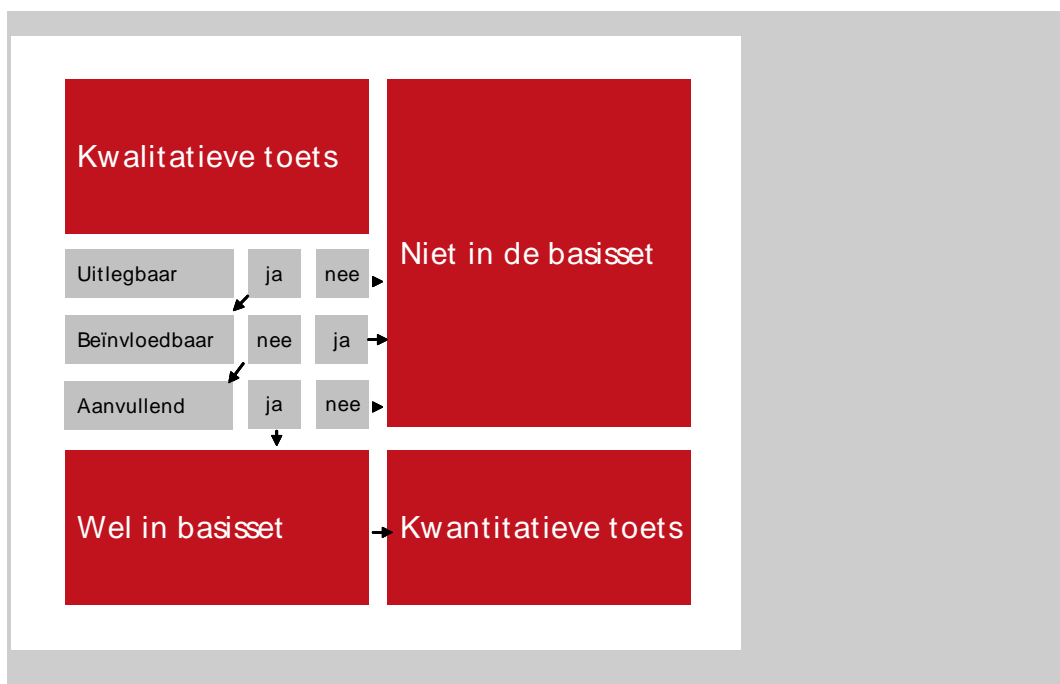 Kwalitatieve toets
Niet in de basisset
Uitlegbaar ja nee
Beïnvloedbaar nee ja
Aanvullend ja nee
Wel in basisset
Kwantitatieve toets